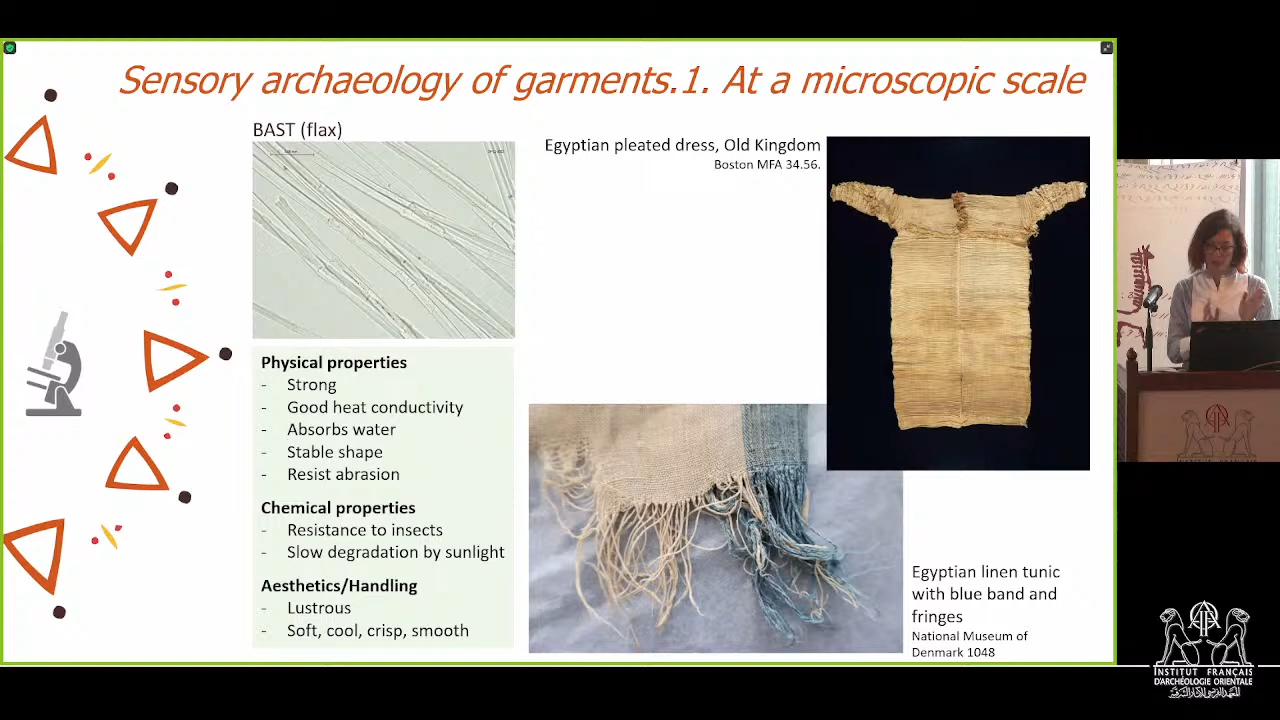 Sensory archaeology of garments.1. At a microscopic scale
BAST (flax)
Physical properties
- Strong
- Good heat conductivity
- Absorbs water
- Stable shape
- Resist abrasion
Chemical properties
- Resistance to insects
- Slow degradation by sunlight
Aesthetics/Handling
- Lustrous
- Soft, cool, crisp, smooth
Egyptian pleated dress, Old Kingdom
Boston MFA 34.56.
Egyptian linen tunic
with blue band and
fringes
National Museum of
Denmark 1048
INSTITUT FRANÇAIS
D'ARCHÉOLOGIE ORIENTALE